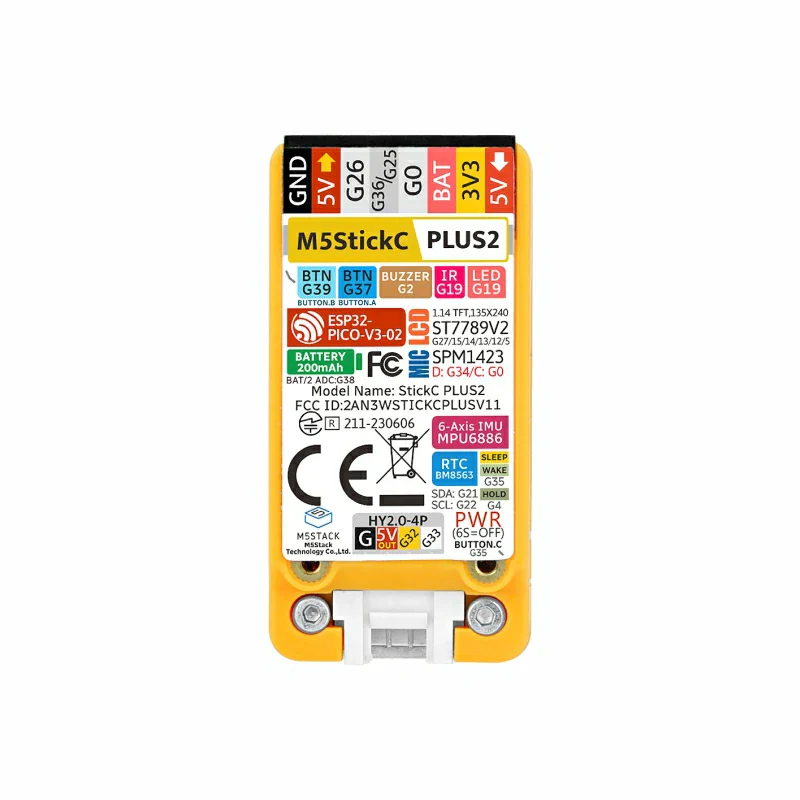 GND 5V G26 G36/G25 G0 BAT 3V3 5V
M5StickC PLUS2
BTN G39 BTN G37 BUZZER G2 IR G19 LED G19
BUTTON.B BUTTON.A
ESP32-PICO-V3-02
LCD
1.14 TFT,135X240
ST7789V2
G27/15/14/13/12/5
BATTERY
200mAh
BAT/2 ADC:G38
FC
MIC
SPM1423
D: G34/C: G0
Model Name: StickC PLUS2
FCC ID:2AN3WSTICKCPLUSV11
R 211-230606
6-Axis IMU
MPU6886
CE
RTC
BM8563
SLEEP
WAKE
G35
SDA: G21 HOLD
SCL: G22 G4
M5STACK
M5Stack
Technology Co.,Ltd.
HY2.0-4P
G 5V OUT G32 G33
PWR
(6S=OFF)
BUTTON.C
G35